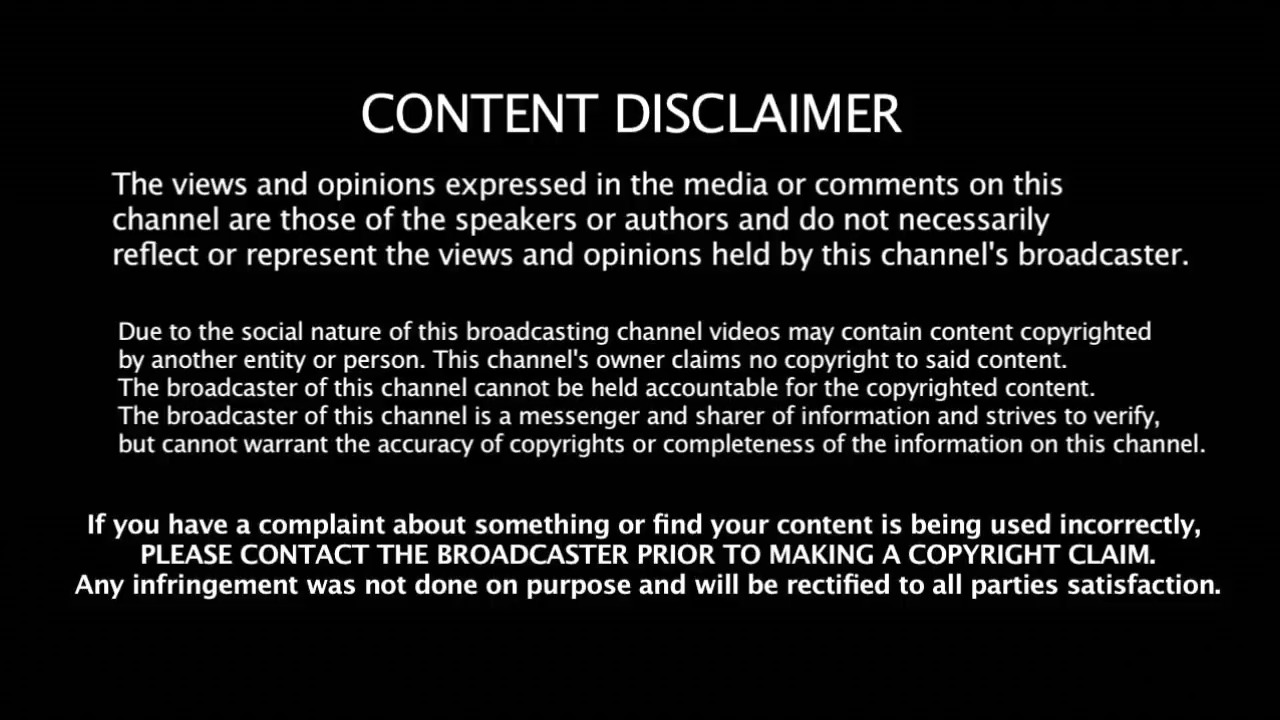 CONTENT DISCLAIMER
The views and opinions expressed in the media or comments on this
channel are those of the speakers or authors and do not necessarily
reflect or represent the views and opinions held by this channel's broadcaster.
Due to the social nature of this broadcasting channel videos may contain content copyrighted
by another entity or person. This channel's owner claims no copyright to said content.
The broadcaster of this channel cannot be held accountable for the copyrighted content.
The broadcaster of this channel is a messenger and sharer of information and strives to verify,
but cannot warrant the accuracy of copyrights or completeness of the information on this channel.
If you have a complaint about something or find your content is being used incorrectly,
PLEASE CONTACT THE BROADCASTER PRIOR TO MAKING A COPYRIGHT CLAIM.
Any infringement was not done on purpose and will be rectified to all parties satisfaction.